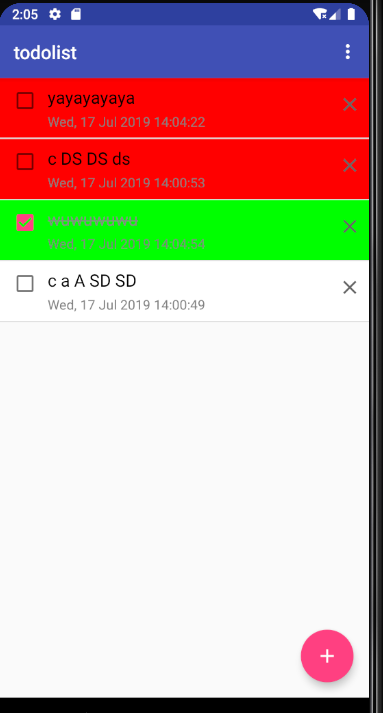 2:05
todolist
yayayayaya
Wed, 17 Jul 2019 14:04:22
c DS DS ds
Wed, 17 Jul 2019 14:00:53
Wed, 17 Jul 2019 14:04:54
c a A SD SD
Wed, 17 Jul 2019 14:00:49